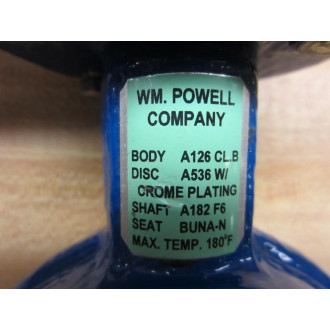 WM. POWELL
COMPANY
BODY A126 CL.B
DISC A536 W/
CROME PLATING
SHAFT A182 F6
SEAT BUNA-N
MAX. TEMP. 180°F